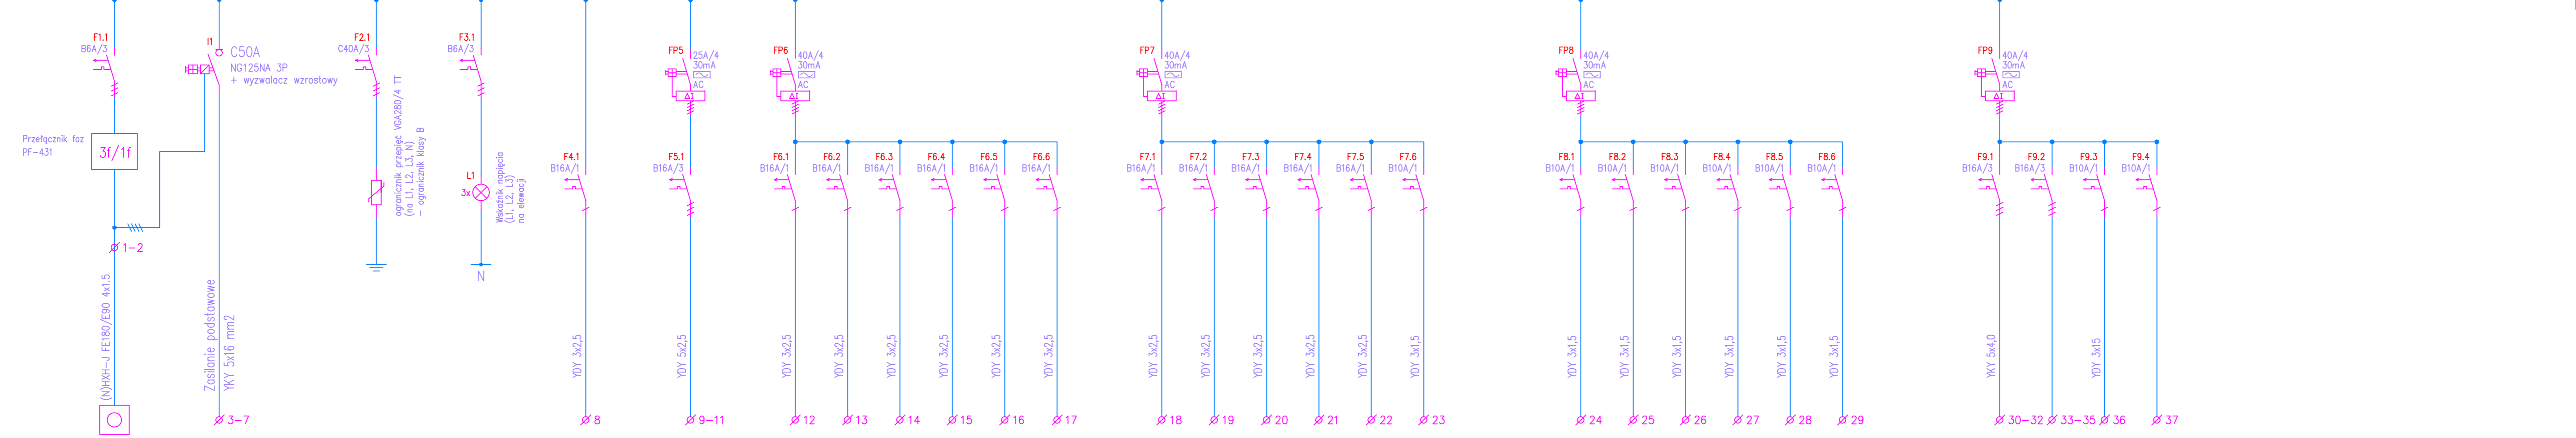 F1.1
B6A/3
Przełącznik faz
PF-431
3f/1f
1-2
(N)HXH-J FE180/E90 4x1.5
I1
C50A
NG125NA 3P
+ wyzwalacz wzrostowy
Zasilanie podstawowe
YKY 5x16 mm2
3-7
F2.1
C40A/3
ogranicznik przepięć VGA280/4 TT
(na L1, L2, L3, N)
- ogranicznik klasy B
F3.1
B6A/3
L1
3x
Wskaźnik napięcia
(L1, L2, L3)
na elewacji
N
F4.1
B16A/1
YDY 3x2,5
8
FP5
25A/4
30mA
AC
ΔI
F5.1
B16A/3
YDY 5x2,5
9-11
FP6
40A/4
30mA
AC
ΔI
F6.1
B16A/1
YDY 3x2,5
12
F6.2
B16A/1
YDY 3x2,5
13
F6.3
B16A/1
YDY 3x2,5
14
F6.4
B16A/1
YDY 3x2,5
15
F6.5
B16A/1
YDY 3x2,5
16
F6.6
B16A/1
YDY 3x2,5
17
FP7
40A/4
30mA
AC
ΔI
F7.1
B16A/1
YDY 3x2,5
18
F7.2
B16A/1
YDY 3x2,5
19
F7.3
B16A/1
YDY 3x2,5
20
F7.4
B16A/1
YDY 3x2,5
21
F7.5
B16A/1
YDY 3x2,5
22
F7.6
B10A/1
YDY 3x1,5
23
FP8
40A/4
30mA
AC
ΔI
F8.1
B10A/1
YDY 3x1,5
24
F8.2
B10A/1
YDY 3x1,5
25
F8.3
B10A/1
YDY 3x1,5
26
F8.4
B10A/1
YDY 3x1,5
27
F8.5
B10A/1
YDY 3x1,5
28
F8.6
B10A/1
YDY 3x1,5
29
FP9
40A/4
30mA
AC
ΔI
F9.1
B16A/3
YKY 5x4,0
30-32
F9.2
B16A/3
33-35
F9.3
B10A/1
YDY 3x15
36
F9.4
B10A/1
37